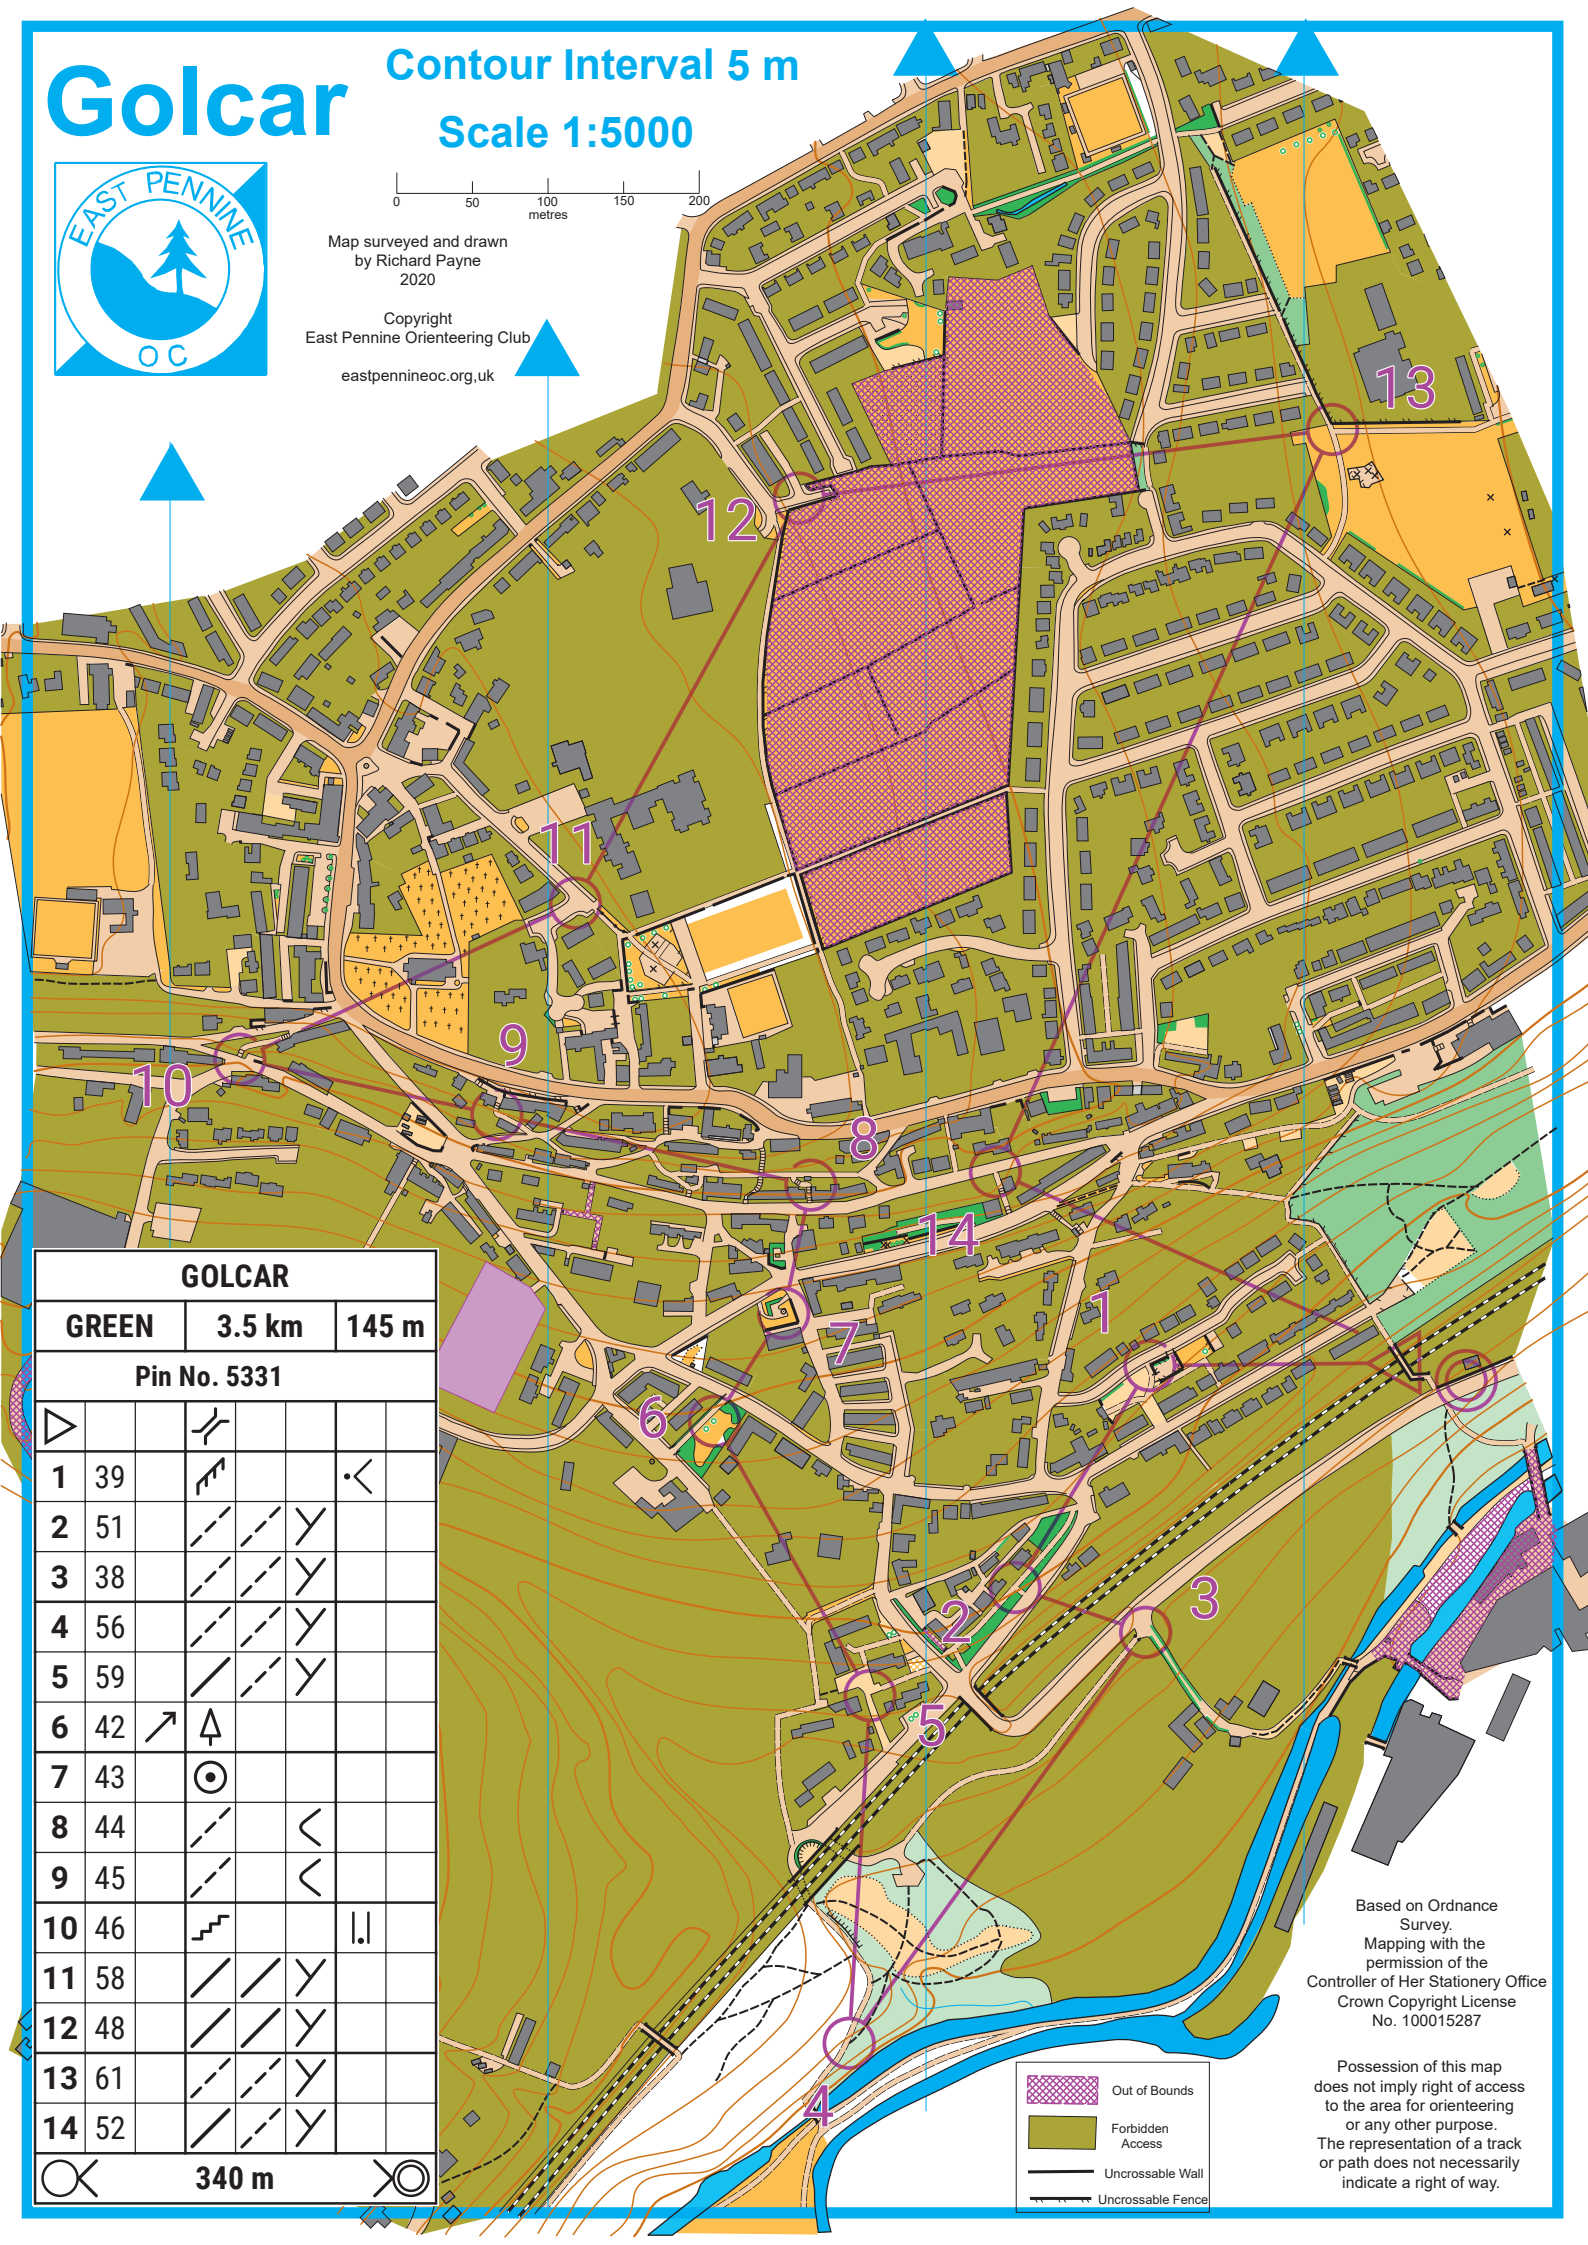 Golcar
Contour Interval 5 m
Scale 1:5000
0 50 100 150 200
metres
EAST PENNINE
OC
Map surveyed and drawn
by Richard Payne
2020
Copyright
East Pennine Orienteering Club
eastpennineoc.org,uk
13
12
11
9
10
8
14
1
7
6
2
3
5
4
GOLCAR
GREEN 3.5 km 145 m
Pin No. 5331
1 39
2 51
3 38
4 56
5 59
6 42
7 43
8 44
9 45
10 46
11 58
12 48
13 61
14 52
340 m
Based on Ordnance
Survey.
Mapping with the
permission of the
Controller of Her Stationery Office
Crown Copyright License
No. 100015287
Possession of this map
does not imply right of access
to the area for orienteering
or any other purpose.
The representation of a track
or path does not necessarily
indicate a right of way.
Out of Bounds
Forbidden
Access
Uncrossable Wall
Uncrossable Fence